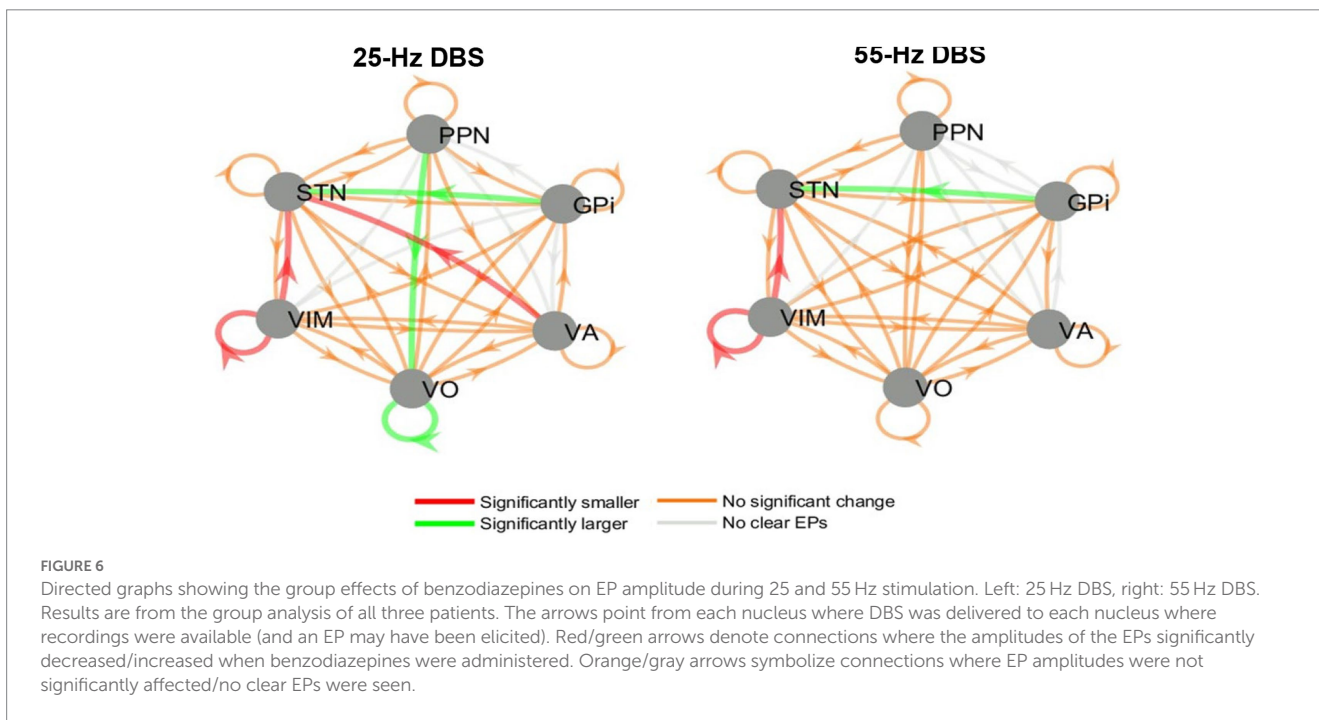 25-Hz DBS
55-Hz DBS
PPN
PPN
STN
STN
GPi
GPi
VIM
VIM
VA
VA
VO
VO
Significantly smaller
No significant change
Significantly larger
No clear EPs
FIGURE 6
Directed graphs showing the group effects of benzodiazepines on EP amplitude during 25 and 55 Hz stimulation. Left: 25 Hz DBS, right: 55 Hz DBS.
Results are from the group analysis of all three patients. The arrows point from each nucleus where DBS was delivered to each nucleus where
recordings were available (and an EP may have been elicited). Red/green arrows denote connections where the amplitudes of the EPs significantly
decreased/increased when benzodiazepines were administered. Orange/gray arrows symbolize connections where EP amplitudes were not
significantly affected/no clear EPs were seen.